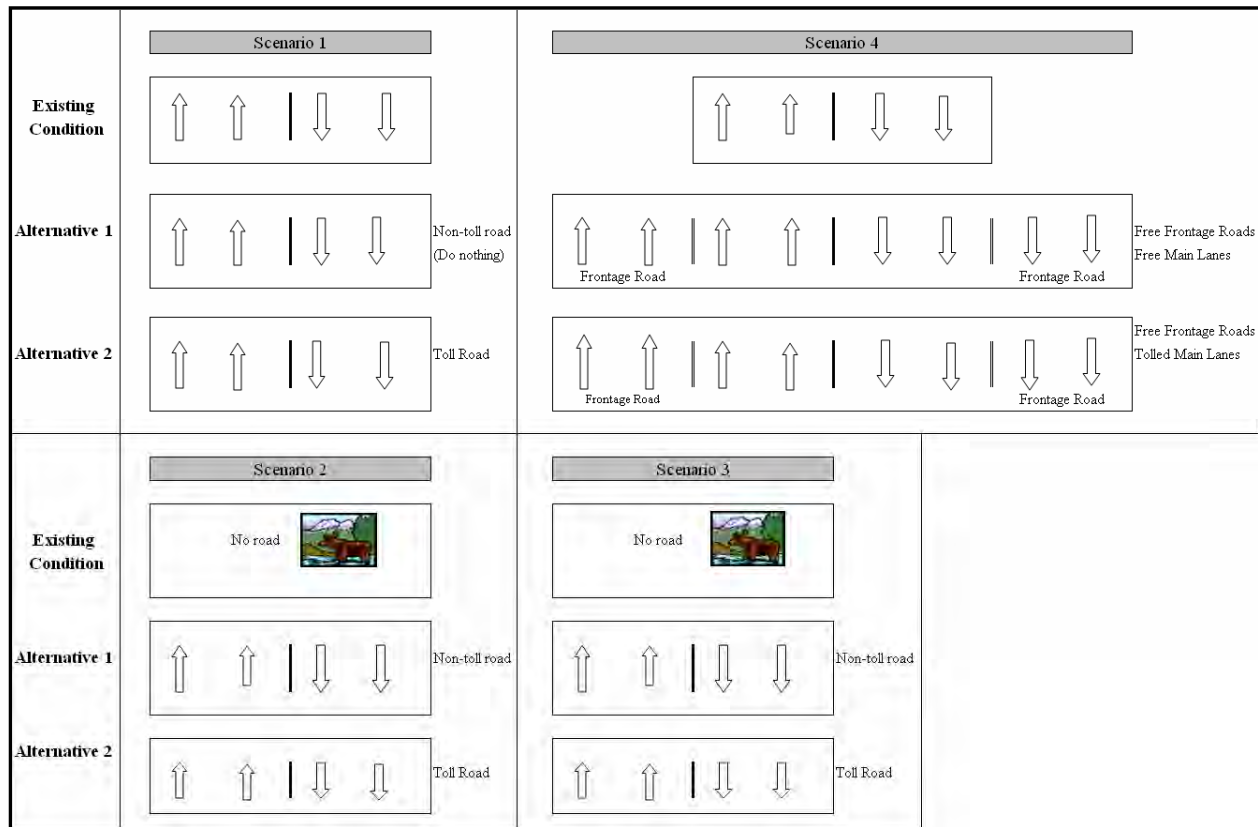 Scenario 1
Scenario 4
Existing
Condition
Alternative 1
Non-toll road
(Do nothing)
Frontage Road
Frontage Road
Free Frontage Roads
Free Main Lanes
Alternative 2
Toll Road
Frontage Road
Frontage Road
Free Frontage Roads
Tolled Main Lanes
Scenario 2
Scenario 3
Existing
Condition
No road
No road
Alternative 1
Non-toll road
Non-toll road
Alternative 2
Toll Road
Toll Road